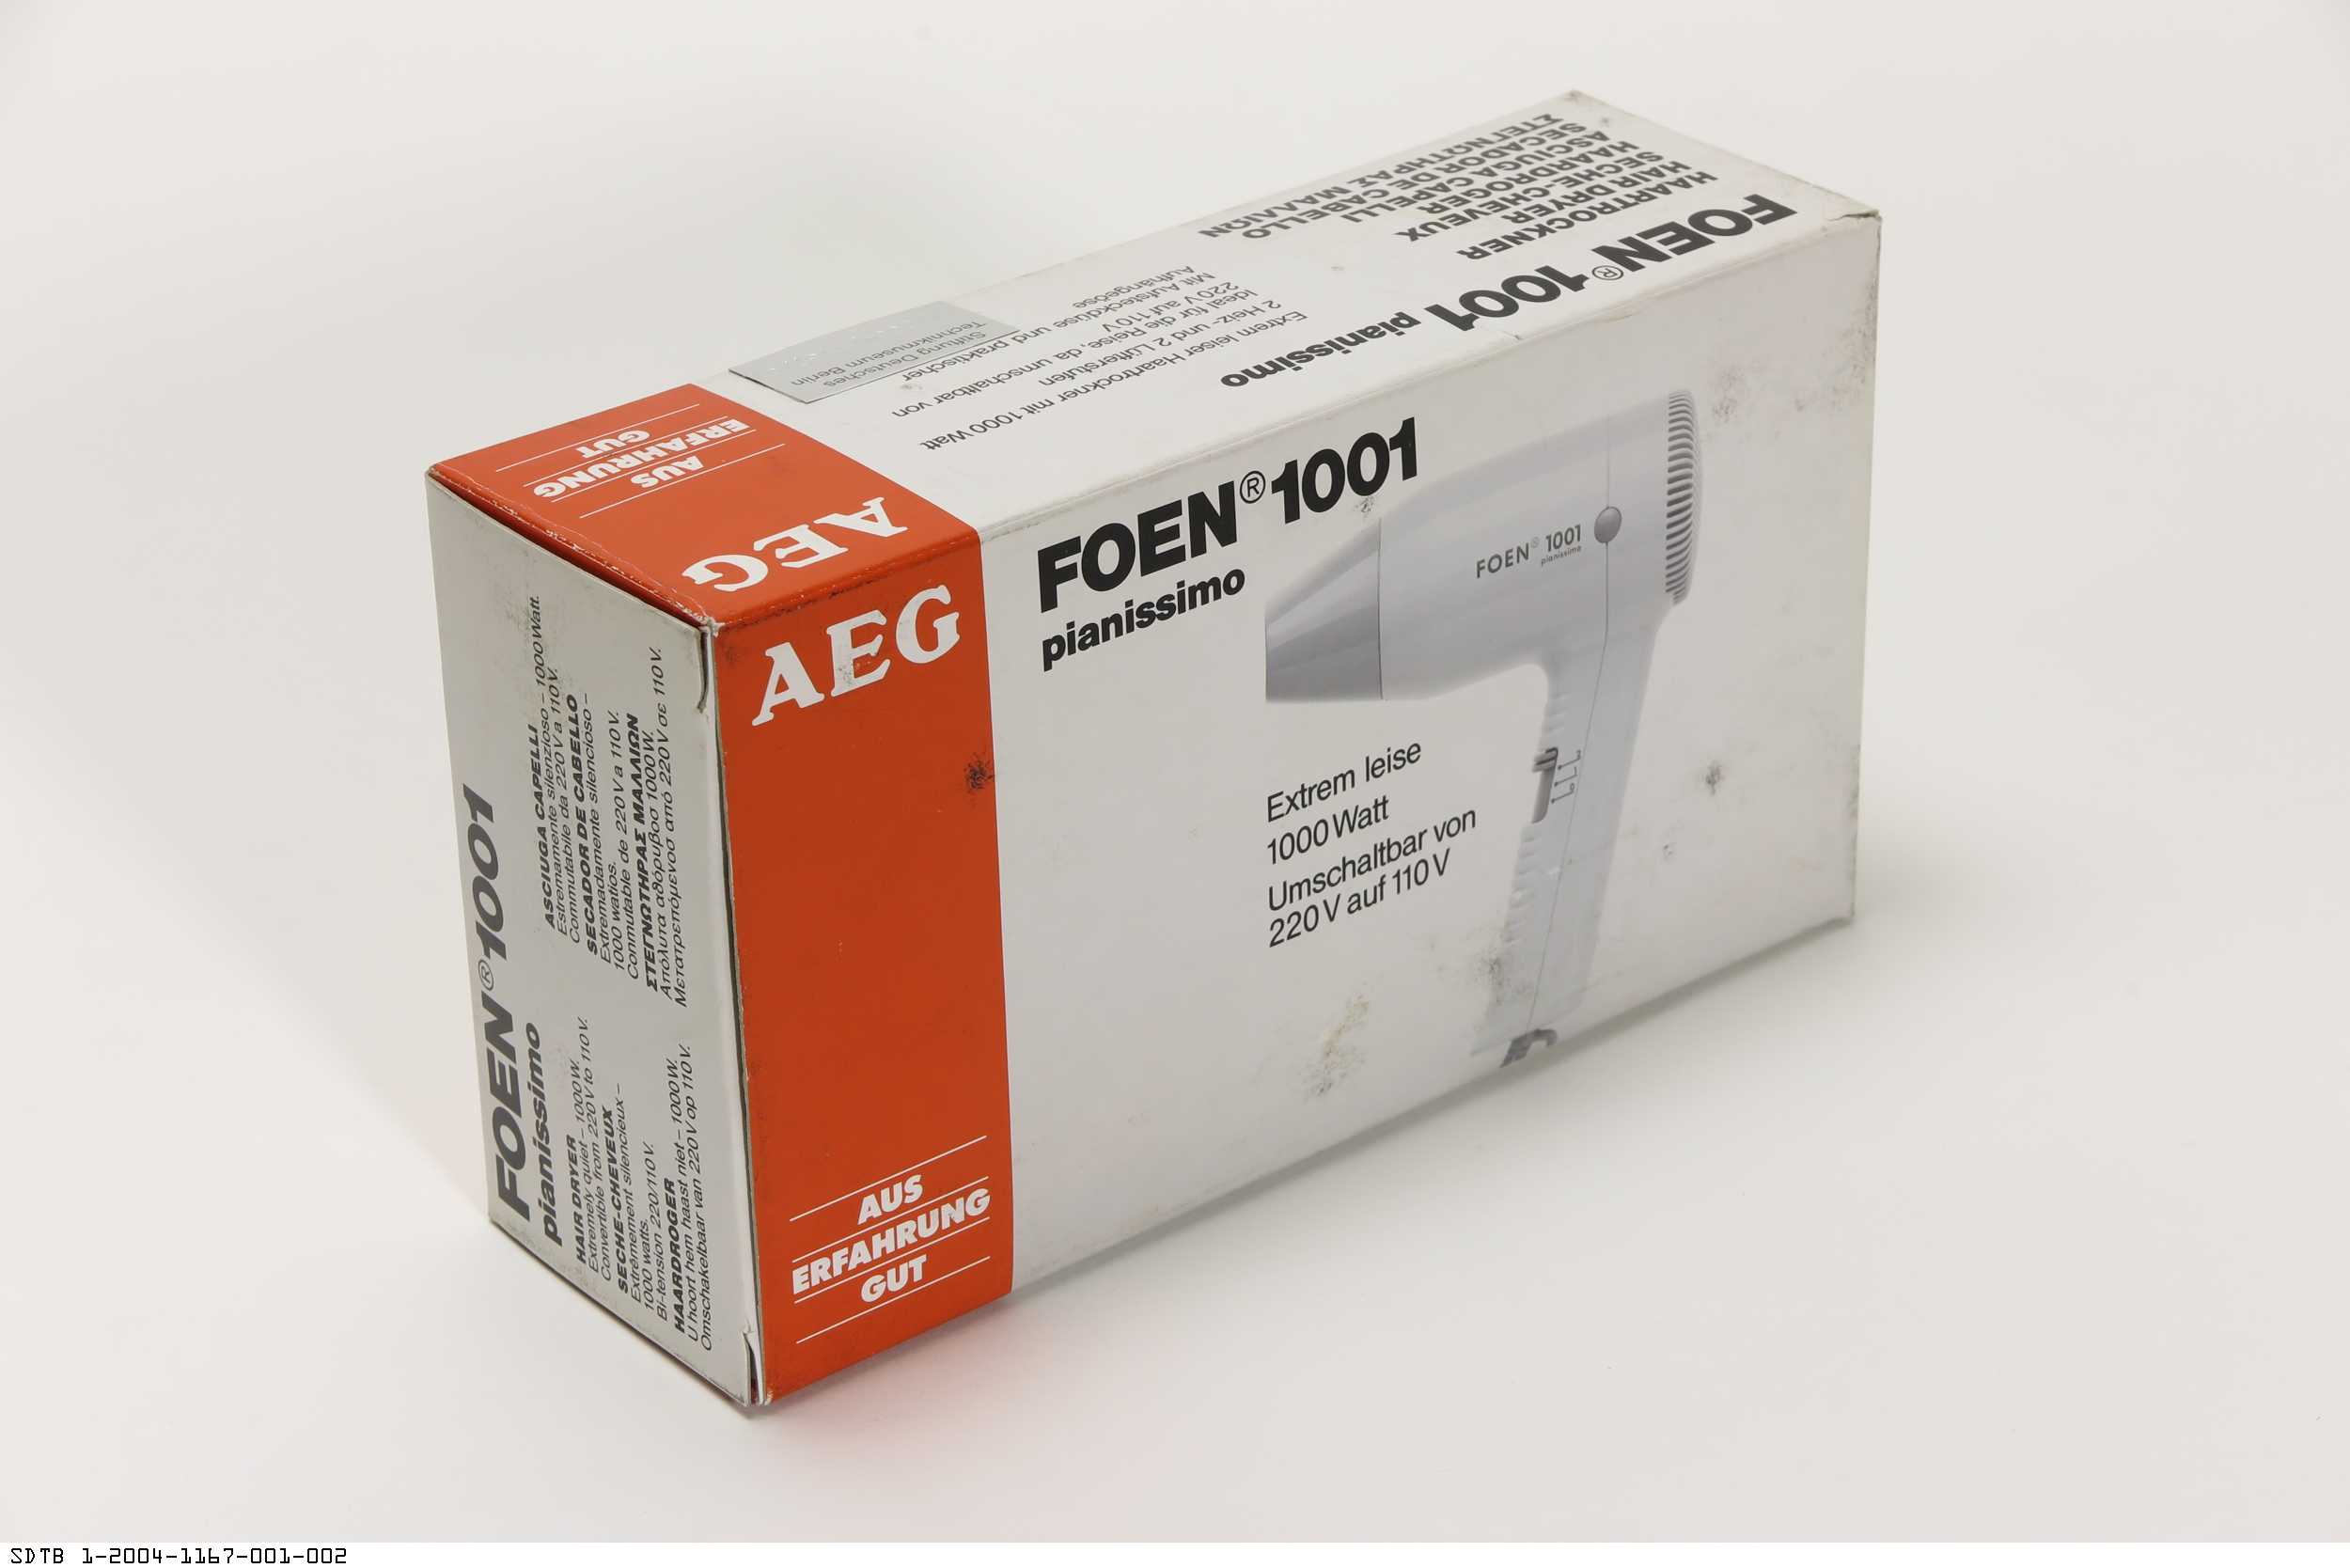 FOEN® 1001
pianissimo
HAARTROCKNER
HAIR DRYER
SECHE-CHEVEUX
HAARDROGER
ASCIUGA CAPELLI
SECADOR DE CABELLO
ΣΤΕΓΝΩΤΗΡΑΣ ΜΑΛΛΙΩΝ
Extrem leiser Haartrockner mit 1000 Watt
2 Heiz- und 2 Lüfterstufen
Ideal für die Reise, da umschaltbar von
220 V auf 110 V
Mit Aufsteckdüse und praktischer
Aufhängeöse
Stiftung Deutsches
Technikmuseum Berlin
AUS
ERFAHRUNG
GUT
AEG
AEG
AUS
ERFAHRUNG
GUT
FOEN® 1001
pianissimo
FOEN® 1001
pianissimo
Extrem leise
1000 Watt
Umschaltbar von
220 V auf 110 V
FOEN® 1001
pianissimo
HAIR DRYER
Extremely quiet – 1000 W.
Convertible from 220 V to 110 V.
SECHE-CHEVEUX
Extrêmement silencieux –
1000 watts.
Bi-tension 220/110 V.
HAARDROGER
U hoort hem haast niet – 1000 W.
Omschakelbaar van 220 V op 110 V.
ASCIUGA CAPELLI
Estremamente silenzioso – 1000 Watt.
Commutabile da 220 V a 110 V.
SECADOR DE CABELLO
Extremadamente silencioso –
1000 watios.
Conmutable de 220 V a 110 V.
ΣΤΕΓΝΩΤΗΡΑΣ ΜΑΛΛΙΩΝ
Απόλυτα αθόρυβοσ 1000 W.
Μετατρεπόμενοσ από 220 V σε 110 V.
SDTB 1-2004-1167-001-002